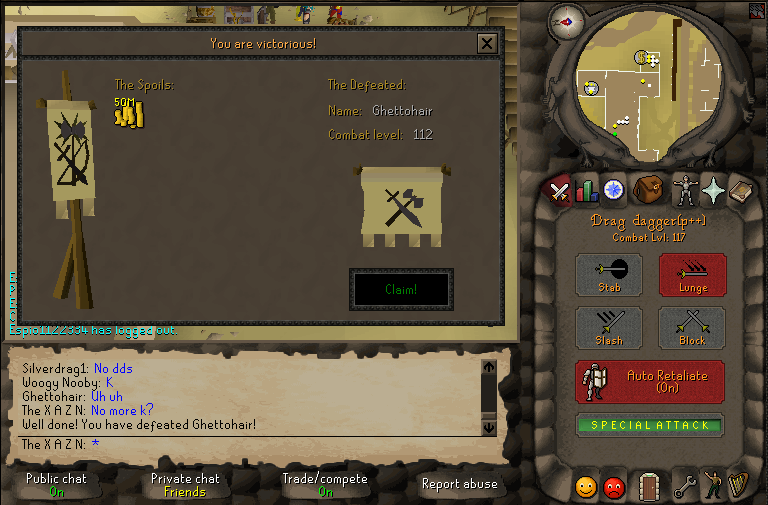 You are victorious!
The Spoils:
50M
The Defeated:
Name: Ghettohair
Combat level: 112
Claim!
Espio1122334 has logged out.
Silverdrag1: No dds
Woogy Nooby: K
Ghettohair: Uh uh
The X A Z N: No more k?
Well done! You have defeated Ghettohair!
The X A Z N: *
Public chat
On
Private chat
Friends
Trade/compete
On
Report abuse
Drag dagger(p++)
Combat Lvl: 117
Stab
Lunge
Slash
Block
Auto Retaliate
(On)
SPECIAL ATTACK